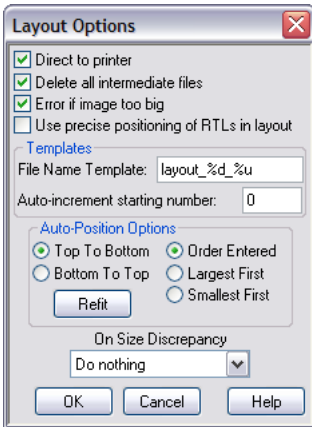 Layout Options
Direct to printer
Delete all intermediate files
Error if image too big
Use precise positioning of RTLs in layout
Templates
File Name Template: layout_%d_%u
Auto-increment starting number: 0
Auto-Position Options
Top To Bottom Order Entered
Bottom To Top Largest First
Refit Smallest First
On Size Discrepancy
Do nothing
OK Cancel Help